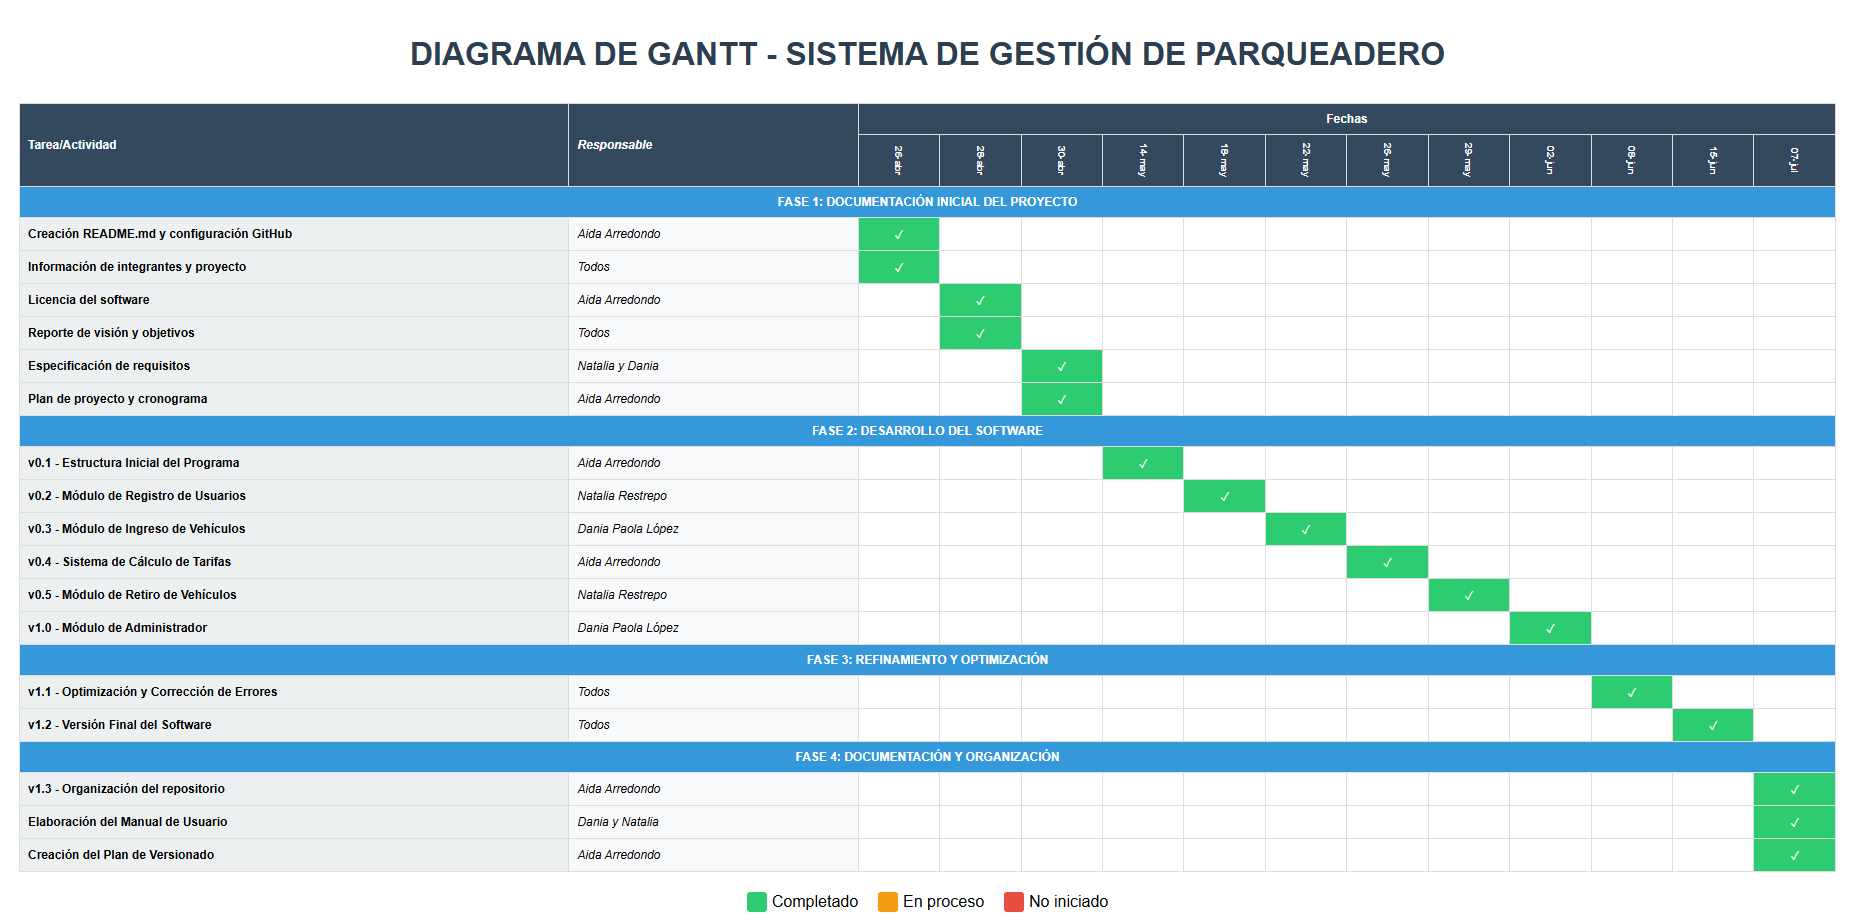 DIAGRAMA DE GANTT - SISTEMA DE GESTIÓN DE PARQUEADERO
Tarea/Actividad Responsable Fechas
26-abr 28-abr 30-abr 14-may 18-may 22-may 26-may 29-may 02-jun 08-jun 15-jun 07-jul
FASE 1: DOCUMENTACIÓN INICIAL DEL PROYECTO
Creación README.md y configuración GitHub Aida Arredondo ✓
Información de integrantes y proyecto Todos ✓
Licencia del software Aida Arredondo ✓
Reporte de visión y objetivos Todos ✓
Especificación de requisitos Natalia y Dania ✓
Plan de proyecto y cronograma Aida Arredondo ✓
FASE 2: DESARROLLO DEL SOFTWARE
v0.1 - Estructura Inicial del Programa Aida Arredondo ✓
v0.2 - Módulo de Registro de Usuarios Natalia Restrepo ✓
v0.3 - Módulo de Ingreso de Vehículos Dania Paola López ✓
v0.4 - Sistema de Cálculo de Tarifas Aida Arredondo ✓
v0.5 - Módulo de Retiro de Vehículos Natalia Restrepo ✓
v1.0 - Módulo de Administrador Dania Paola López ✓
FASE 3: REFINAMIENTO Y OPTIMIZACIÓN
v1.1 - Optimización y Corrección de Errores Todos ✓
v1.2 - Versión Final del Software Todos ✓
FASE 4: DOCUMENTACIÓN Y ORGANIZACIÓN
v1.3 - Organización del repositorio Aida Arredondo ✓
Elaboración del Manual de Usuario Dania y Natalia ✓
Creación del Plan de Versionado Aida Arredondo ✓
Completado En proceso No iniciado